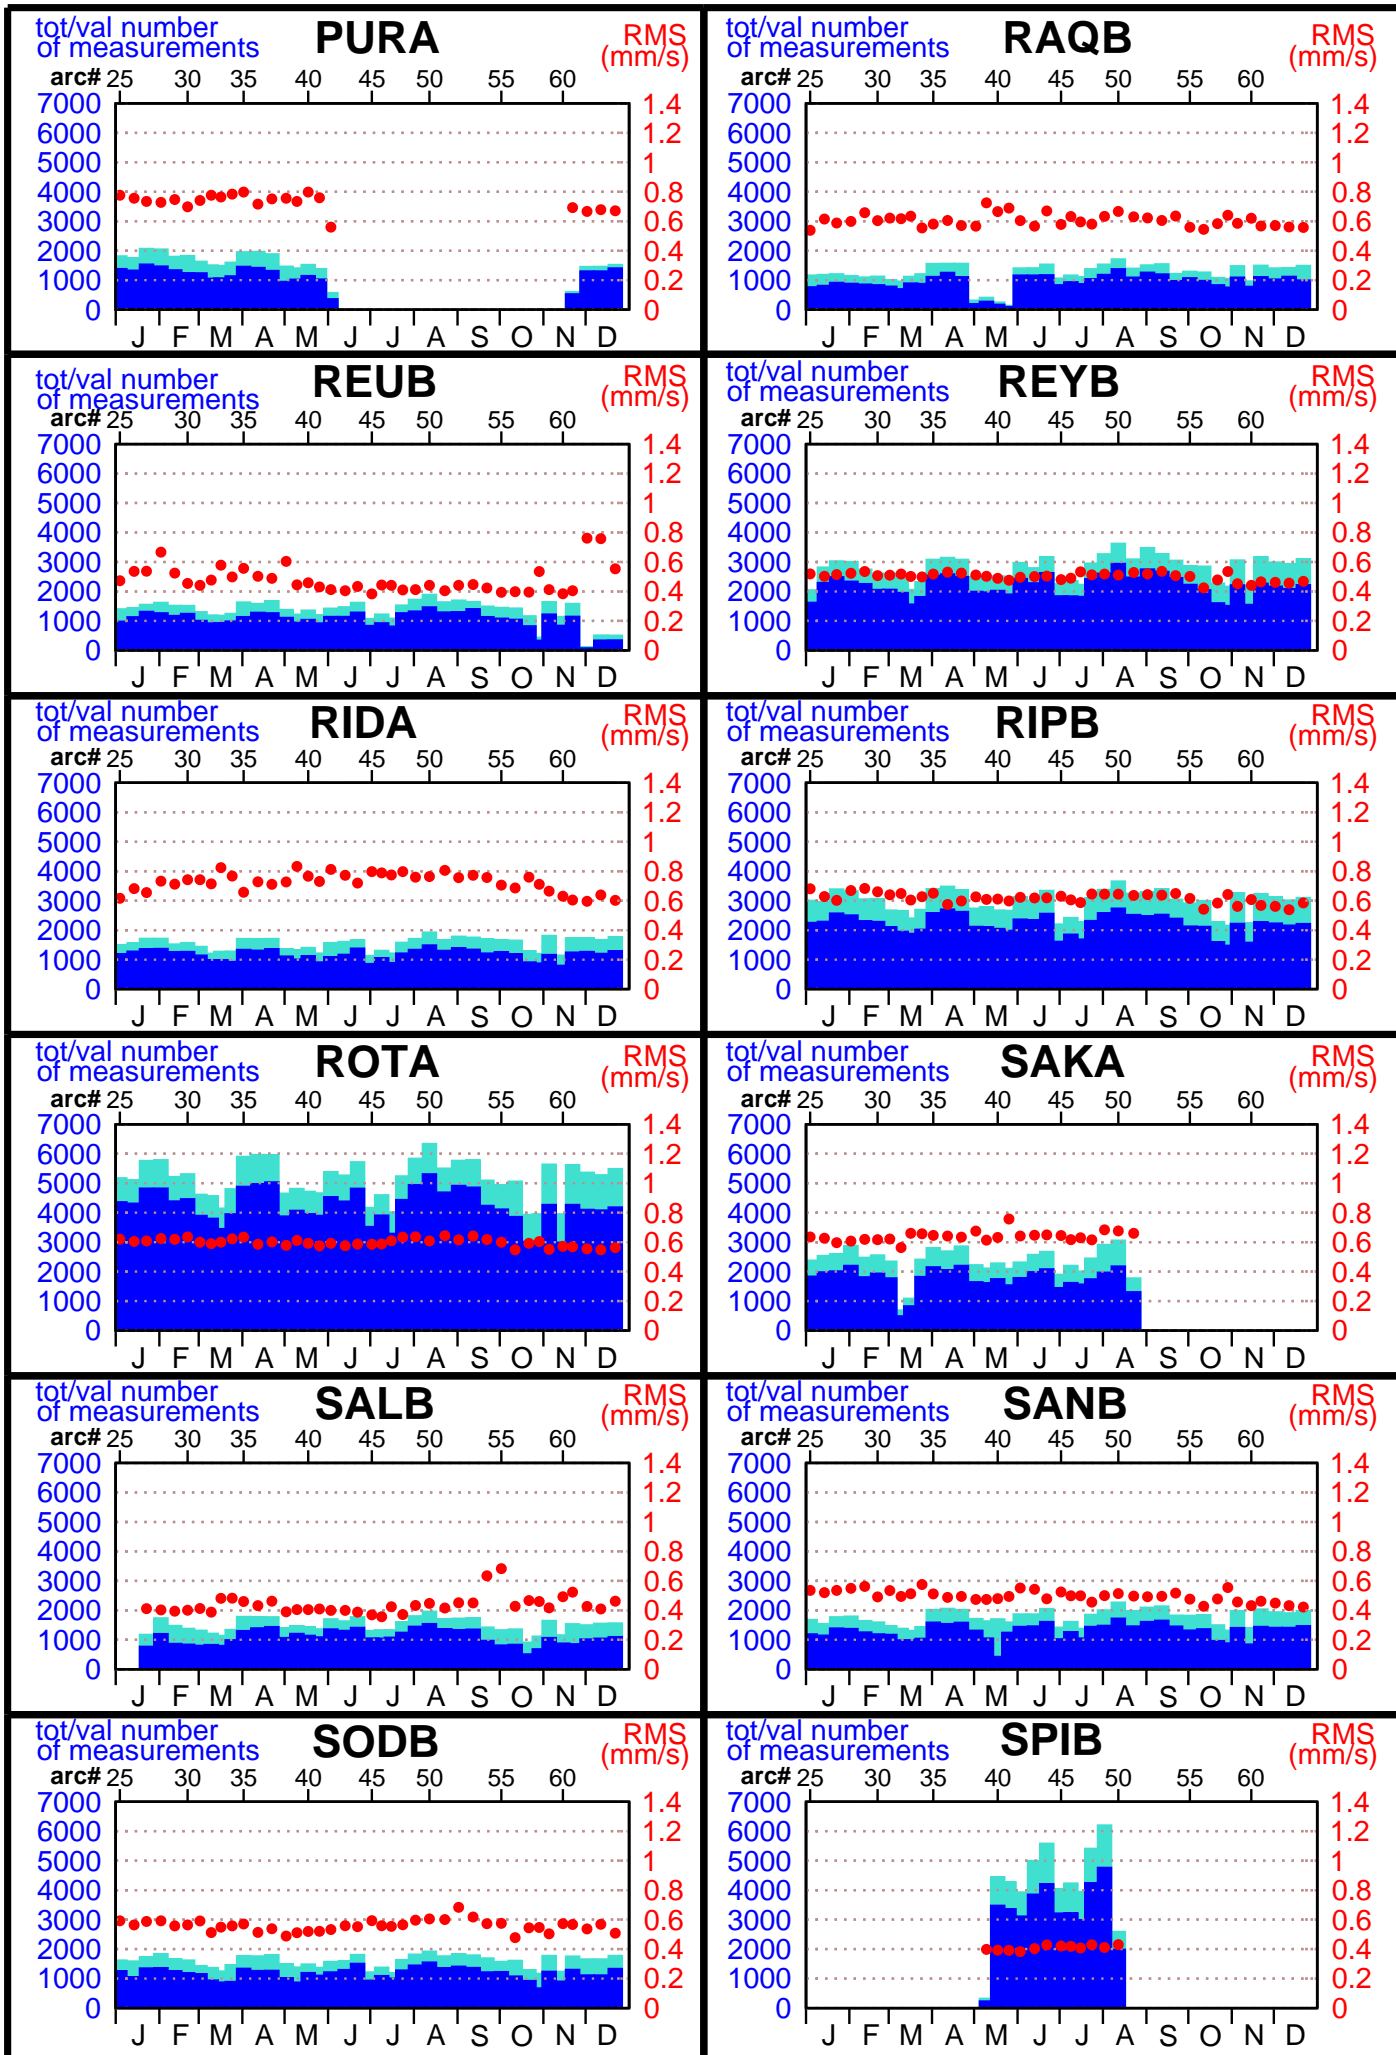 tot/val number
of measurements
PURA
RMS
(mm/s)
arc# 25 30 35 40 45 50 55 60
7000 1.4
6000 1.2
5000 1
4000 0.8
3000 0.6
2000 0.4
1000 0.2
0 0
J F M A M J J A S O N D
tot/val number
of measurements
RAQB
RMS
(mm/s)
arc# 25 30 35 40 45 50 55 60
7000 1.4
6000 1.2
5000 1
4000 0.8
3000 0.6
2000 0.4
1000 0.2
0 0
J F M A M J J A S O N D
tot/val number
of measurements
REUB
RMS
(mm/s)
arc# 25 30 35 40 45 50 55 60
7000 1.4
6000 1.2
5000 1
4000 0.8
3000 0.6
2000 0.4
1000 0.2
0 0
J F M A M J J A S O N D
tot/val number
of measurements
REYB
RMS
(mm/s)
arc# 25 30 35 40 45 50 55 60
7000 1.4
6000 1.2
5000 1
4000 0.8
3000 0.6
2000 0.4
1000 0.2
0 0
J F M A M J J A S O N D
tot/val number
of measurements
RIDA
RMS
(mm/s)
arc# 25 30 35 40 45 50 55 60
7000 1.4
6000 1.2
5000 1
4000 0.8
3000 0.6
2000 0.4
1000 0.2
0 0
J F M A M J J A S O N D
tot/val number
of measurements
RIPB
RMS
(mm/s)
arc# 25 30 35 40 45 50 55 60
7000 1.4
6000 1.2
5000 1
4000 0.8
3000 0.6
2000 0.4
1000 0.2
0 0
J F M A M J J A S O N D
tot/val number
of measurements
ROTA
RMS
(mm/s)
arc# 25 30 35 40 45 50 55 60
7000 1.4
6000 1.2
5000 1
4000 0.8
3000 0.6
2000 0.4
1000 0.2
0 0
J F M A M J J A S O N D
tot/val number
of measurements
SAKA
RMS
(mm/s)
arc# 25 30 35 40 45 50 55 60
7000 1.4
6000 1.2
5000 1
4000 0.8
3000 0.6
2000 0.4
1000 0.2
0 0
J F M A M J J A S O N D
tot/val number
of measurements
SALB
RMS
(mm/s)
arc# 25 30 35 40 45 50 55 60
7000 1.4
6000 1.2
5000 1
4000 0.8
3000 0.6
2000 0.4
1000 0.2
0 0
J F M A M J J A S O N D
tot/val number
of measurements
SANB
RMS
(mm/s)
arc# 25 30 35 40 45 50 55 60
7000 1.4
6000 1.2
5000 1
4000 0.8
3000 0.6
2000 0.4
1000 0.2
0 0
J F M A M J J A S O N D
tot/val number
of measurements
SODB
RMS
(mm/s)
arc# 25 30 35 40 45 50 55 60
7000 1.4
6000 1.2
5000 1
4000 0.8
3000 0.6
2000 0.4
1000 0.2
0 0
J F M A M J J A S O N D
tot/val number
of measurements
SPIB
RMS
(mm/s)
arc# 25 30 35 40 45 50 55 60
7000 1.4
6000 1.2
5000 1
4000 0.8
3000 0.6
2000 0.4
1000 0.2
0 0
J F M A M J J A S O N D